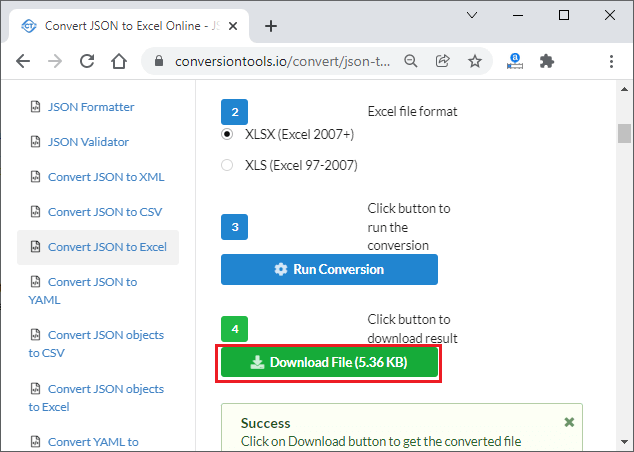 Convert JSON to Excel Online - JS
conversiontools.io/convert/json-t...
JSON Formatter
JSON Validator
Convert JSON to XML
Convert JSON to CSV
Convert JSON to Excel
Convert JSON to
YAML
Convert JSON objects
to CSV
Convert JSON objects
to Excel
Convert YAML to
2 Excel file format
XLSX (Excel 2007+)
XLS (Excel 97-2007)
3 Click button to
run the
conversion
Run Conversion
4 Click button to
download result
Download File (5.36 KB)
Success
Click on Download button to get the converted file